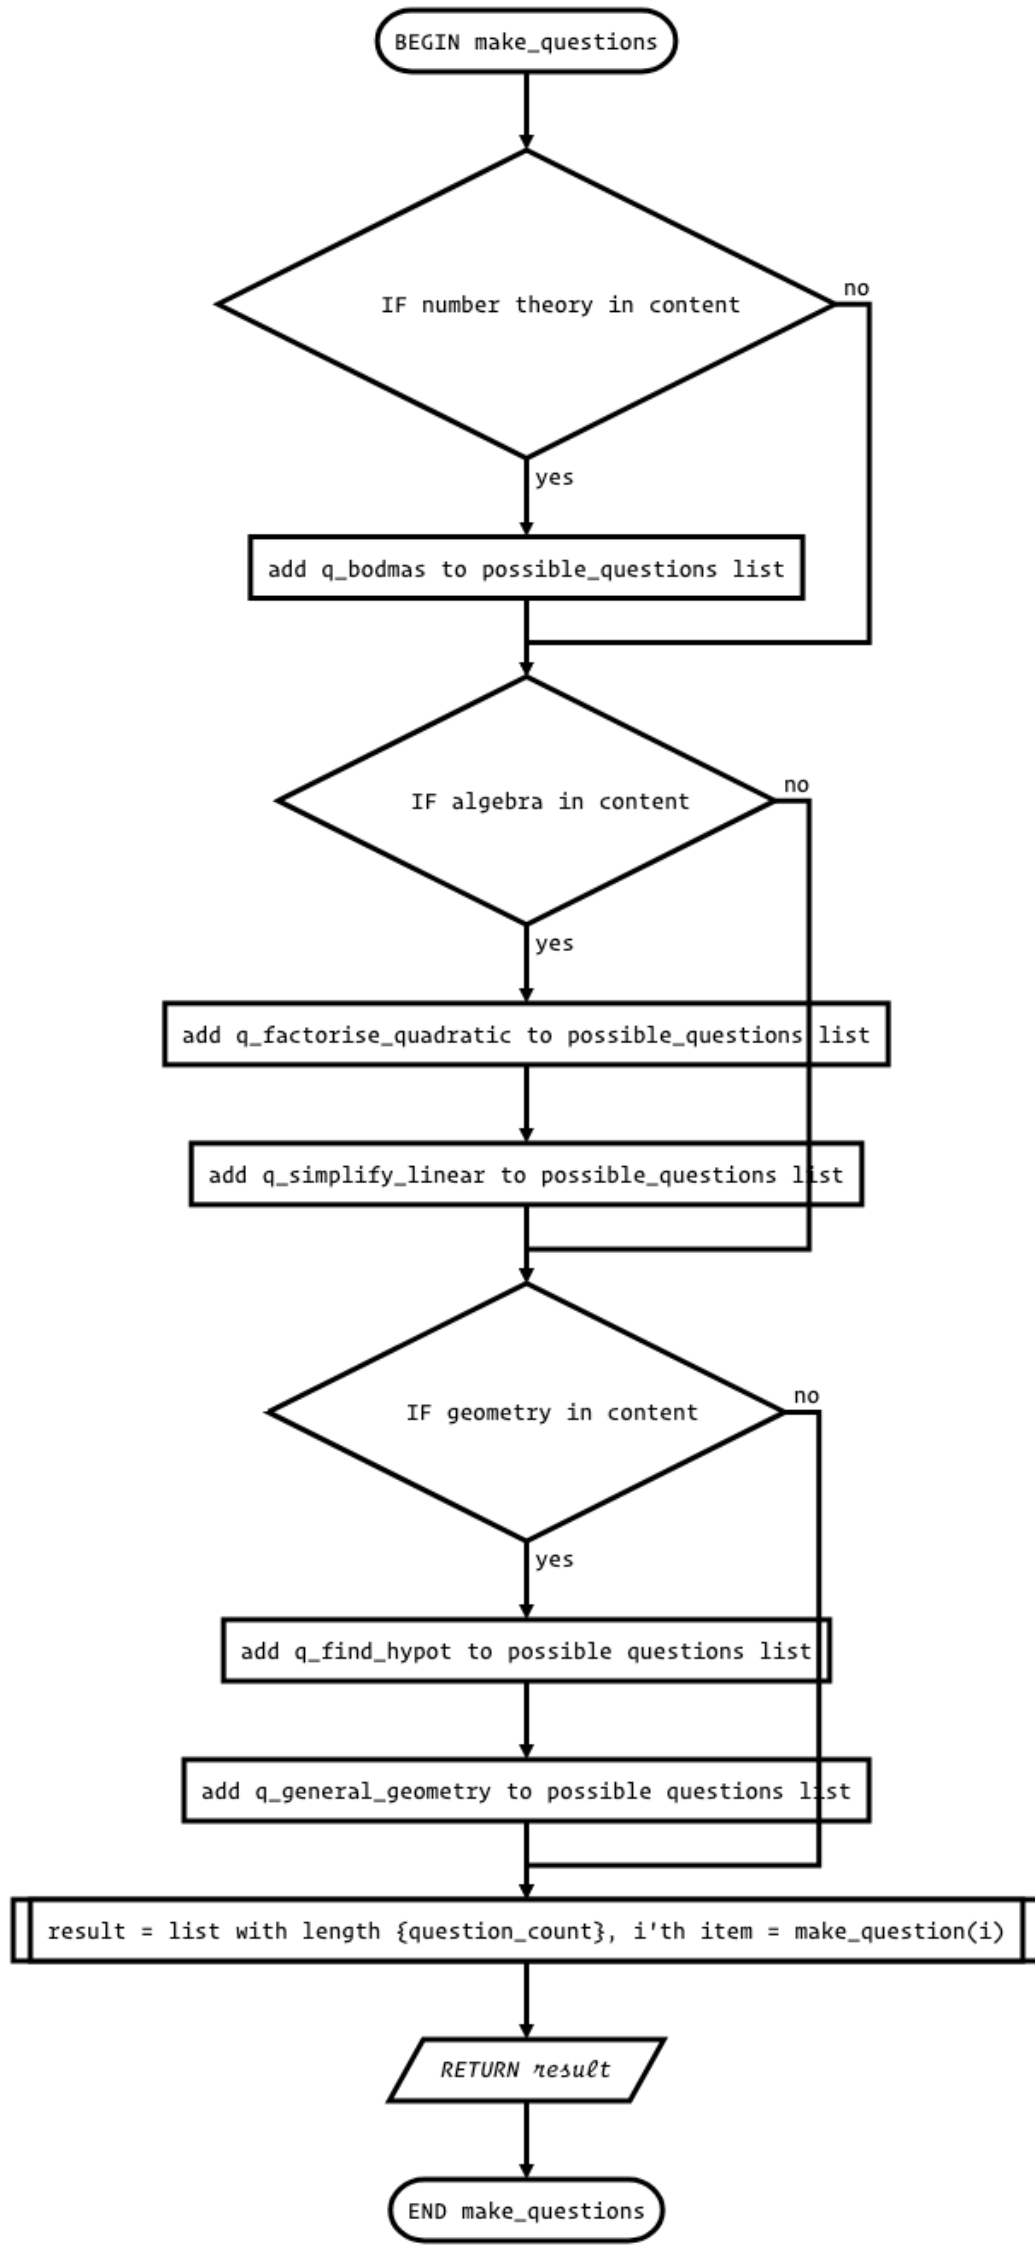 BEGIN make_questions
IF number theory in content
no
yes
add q_bodmas to possible_questions list
IF algebra in content
no
yes
add q_factorise_quadratic to possible_questions list
add q_simplify_linear to possible_questions list
IF geometry in content
no
yes
add q_find_hypot to possible questions list
add q_general_geometry to possible questions list
result = list with length {question_count}, i'th item = make_question(i)
RETURN result
END make_questions